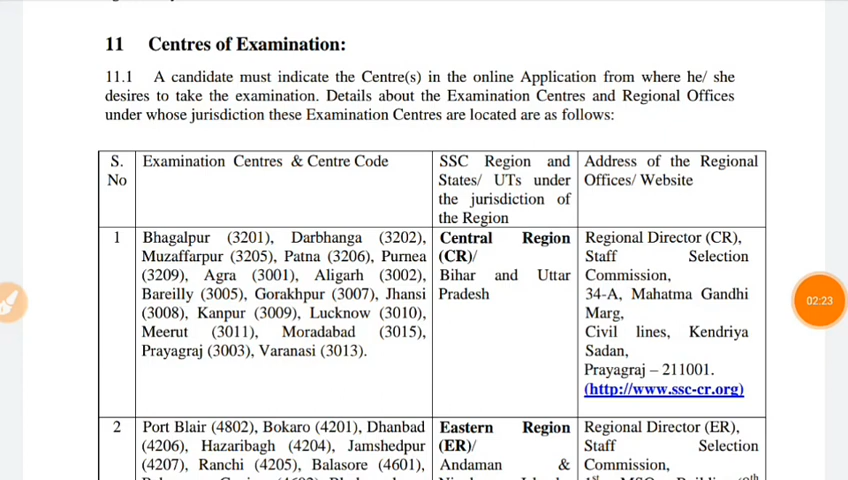 11 Centres of Examination:
11.1 A candidate must indicate the Centre(s) in the online Application from where he/ she
desires to take the examination. Details about the Examination Centres and Regional Offices
under whose jurisdiction these Examination Centres are located are as follows:
S. No
Examination Centres & Centre Code
SSC Region and
States/ UTs under
the jurisdiction of
the Region
Address of the Regional
Offices/ Website
1
Bhagalpur (3201), Darbhanga (3202),
Muzaffarpur (3205), Patna (3206), Purnea
(3209), Agra (3001), Aligarh (3002),
Bareilly (3005), Gorakhpur (3007), Jhansi
(3008), Kanpur (3009), Lucknow (3010),
Meerut (3011), Moradabad (3015),
Prayagraj (3003), Varanasi (3013).
Central Region
(CR)/
Bihar and Uttar
Pradesh
Regional Director (CR),
Staff Selection
Commission,
34-A, Mahatma Gandhi
Marg,
Civil lines, Kendriya
Sadan,
Prayagraj – 211001.
(http://www.ssc-cr.org)
2
Port Blair (4802), Bokaro (4201), Dhanbad
(4206), Hazaribagh (4204), Jamshedpur
(4207), Ranchi (4205), Balasore (4601),
Eastern Region
(ER)/
Andaman &
Regional Director (ER),
Staff Selection
Commission,
02:23